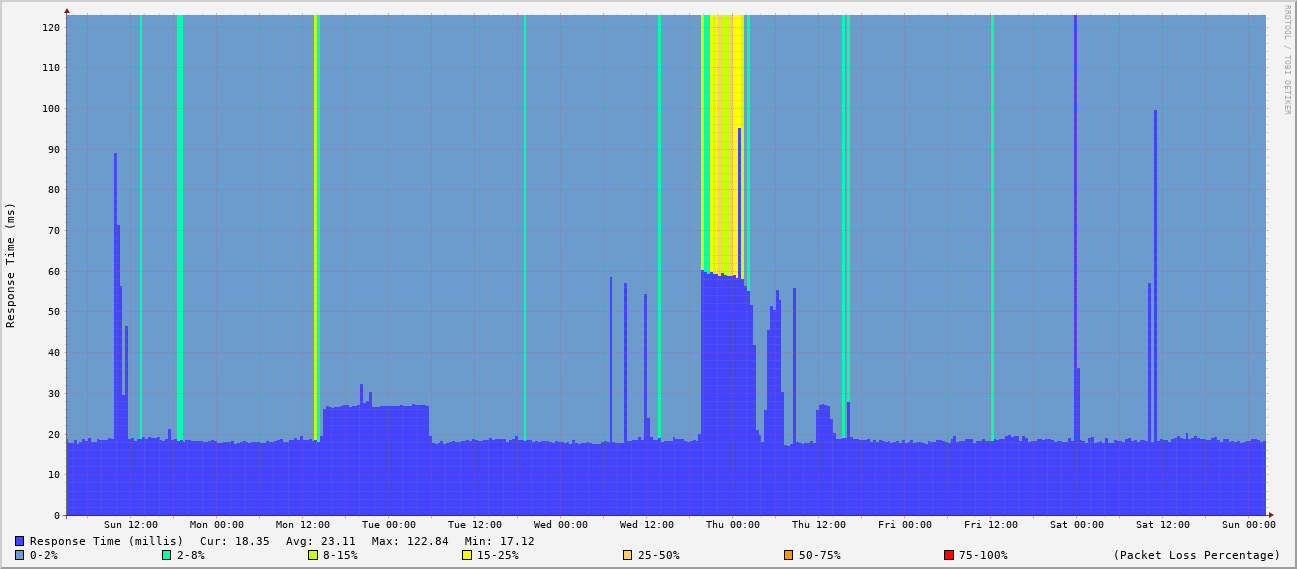 RRDTOOL / TOBI OETIKER
Response Time (ms)
120
110
100
90
80
70
60
50
40
30
20
10
0
Sun 12:00 Mon 00:00 Mon 12:00 Tue 00:00 Tue 12:00 Wed 00:00 Wed 12:00 Thu 00:00 Thu 12:00 Fri 00:00 Fri 12:00 Sat 00:00 Sat 12:00 Sun 00:00
Response Time (millis) Cur: 18.35 Avg: 23.11 Max: 122.84 Min: 17.12
0-2% 2-8% 8-15% 15-25% 25-50% 50-75% 75-100% (Packet Loss Percentage)